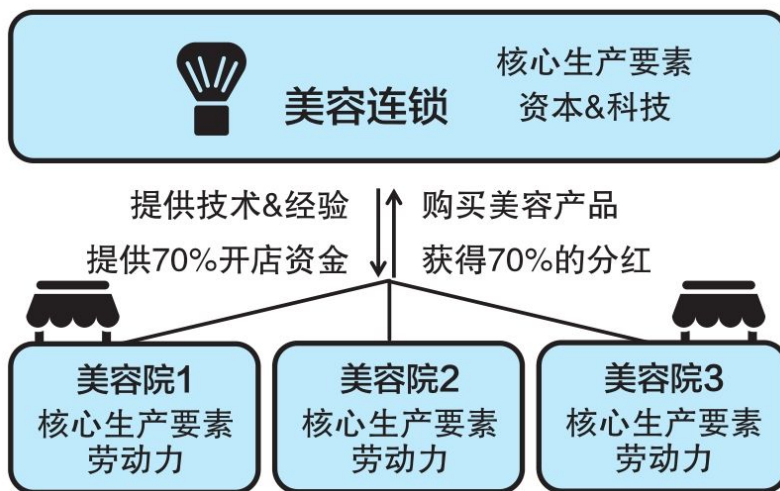 美容连锁
核心生产要素
资本&科技
提供技术&经验
提供70%开店资金
购买美容产品
获得70%的分红
美容院1
核心生产要素
劳动力
美容院2
核心生产要素
劳动力
美容院3
核心生产要素
劳动力